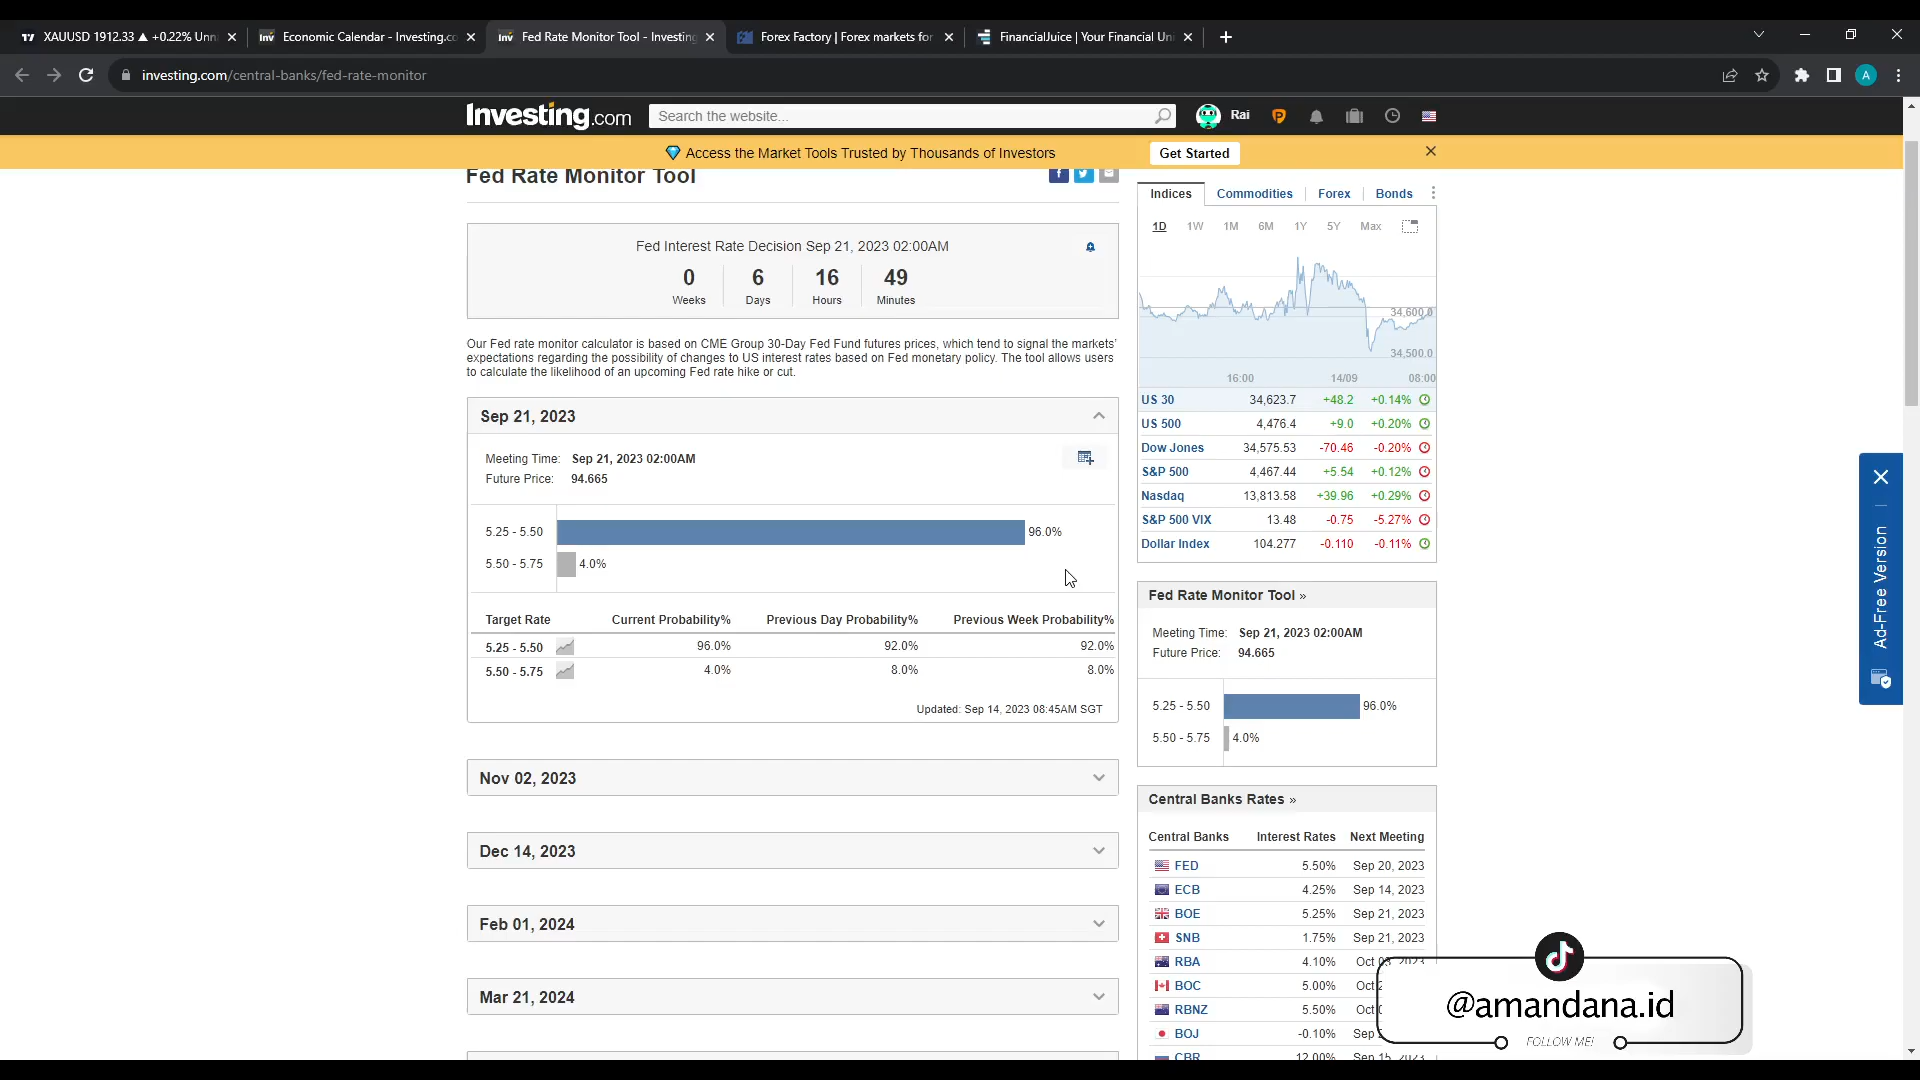 XAUUSD 1912.33 ▲ +0.22% Unn
Economic Calendar - Investing.co
Fed Rate Monitor Tool - Investing
Forex Factory | Forex markets for
FinancialJuice | Your Financial Un
investing.com/central-banks/fed-rate-monitor
A
Investing.com
Search the website...
Rai
Access the Market Tools Trusted by Thousands of Investors
Get Started
Fed Rate Monitor Tool
Fed Interest Rate Decision Sep 21, 2023 02:00AM
0 6 16 49
Weeks Days Hours Minutes
Our Fed rate monitor calculator is based on CME Group 30-Day Fed Fund futures prices, which tend to signal the markets'
expectations regarding the possibility of changes to US interest rates based on Fed monetary policy. The tool allows users
to calculate the likelihood of an upcoming Fed rate hike or cut.
Sep 21, 2023
Meeting Time: Sep 21, 2023 02:00AM
Future Price: 94.665
5.25 - 5.50 96.0%
5.50 - 5.75 4.0%
Target Rate Current Probability% Previous Day Probability% Previous Week Probability%
5.25 - 5.50 96.0% 92.0% 92.0%
5.50 - 5.75 4.0% 8.0% 8.0%
Updated: Sep 14, 2023 08:45AM SGT
Nov 02, 2023
Dec 14, 2023
Feb 01, 2024
Mar 21, 2024
Indices Commodities Forex Bonds
1D 1W 1M 6M 1Y 5Y Max
34,600.0
34,500.0
16:00 14/09 08:00
US 30 34,623.7 +48.2 +0.14%
US 500 4,476.4 +9.0 +0.20%
Dow Jones 34,575.53 -70.46 -0.20%
S&P 500 4,467.44 +5.54 +0.12%
Nasdaq 13,813.58 +39.96 +0.29%
S&P 500 VIX 13.48 -0.75 -5.27%
Dollar Index 104.277 -0.110 -0.11%
Fed Rate Monitor Tool »
Meeting Time: Sep 21, 2023 02:00AM
Future Price: 94.665
5.25 - 5.50 96.0%
5.50 - 5.75 4.0%
Central Banks Rates »
Central Banks Interest Rates Next Meeting
FED 5.50% Sep 20, 2023
ECB 4.25% Sep 14, 2023
BOE 5.25% Sep 21, 2023
SNB 1.75% Sep 21, 2023
RBA 4.10% Oct 03, 2023
BOC 5.00% Oct
RBNZ 5.50% Oct
BOJ -0.10% Sep
CBR 12.00% Sep 15, 2023
Ad-Free Version
@amandana.id
FOLLOW ME!